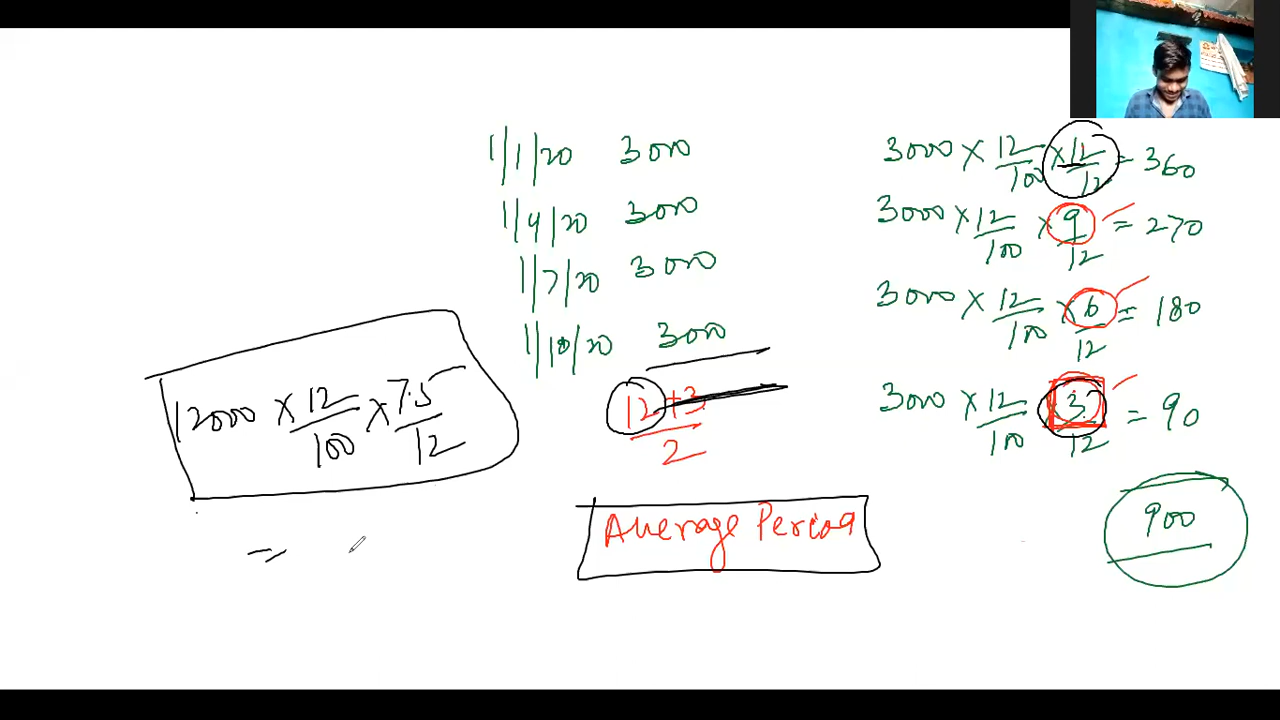 1/1/20 3000
1/4/20 3000
1/7/20 3000
1/10/20 3000
3000 × 12/100 × 12/12 = 360
3000 × 12/100 × 9/12 = 270
3000 × 12/100 × 6/12 = 180
3000 × 12/100 × 3/12 = 90
900
12+3/2
Average Period
12000 × 12/100 × 7.5/12
=